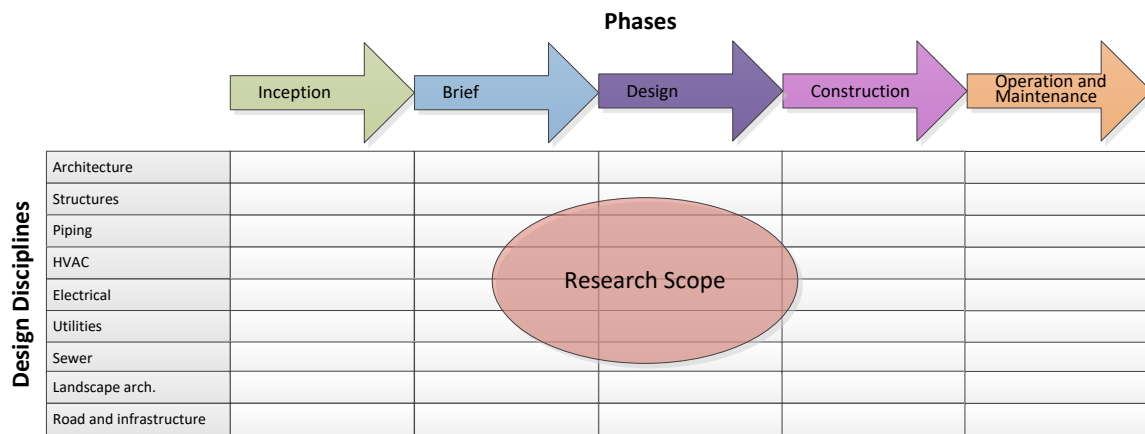 Phases
Inception
Brief
Design
Construction
Operation and
Maintenance
Design Disciplines
Architecture
Structures
Piping
HVAC
Electrical
Utilities
Sewer
Landscape arch.
Road and infrastructure
Research Scope